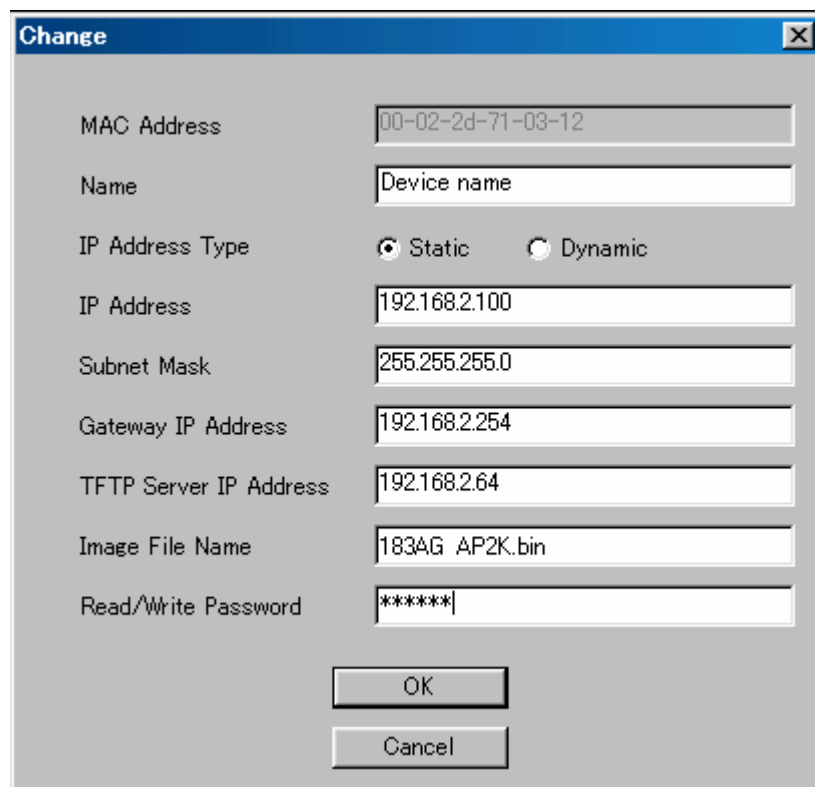 Change
MAC Address 00-02-2d-71-03-12
Name Device name
IP Address Type Static Dynamic
IP Address 192.168.2.100
Subnet Mask 255.255.255.0
Gateway IP Address 192.168.2.254
TFTP Server IP Address 192.168.2.64
Image File Name 183AG AP2K.bin
Read/Write Password ******
OK
Cancel